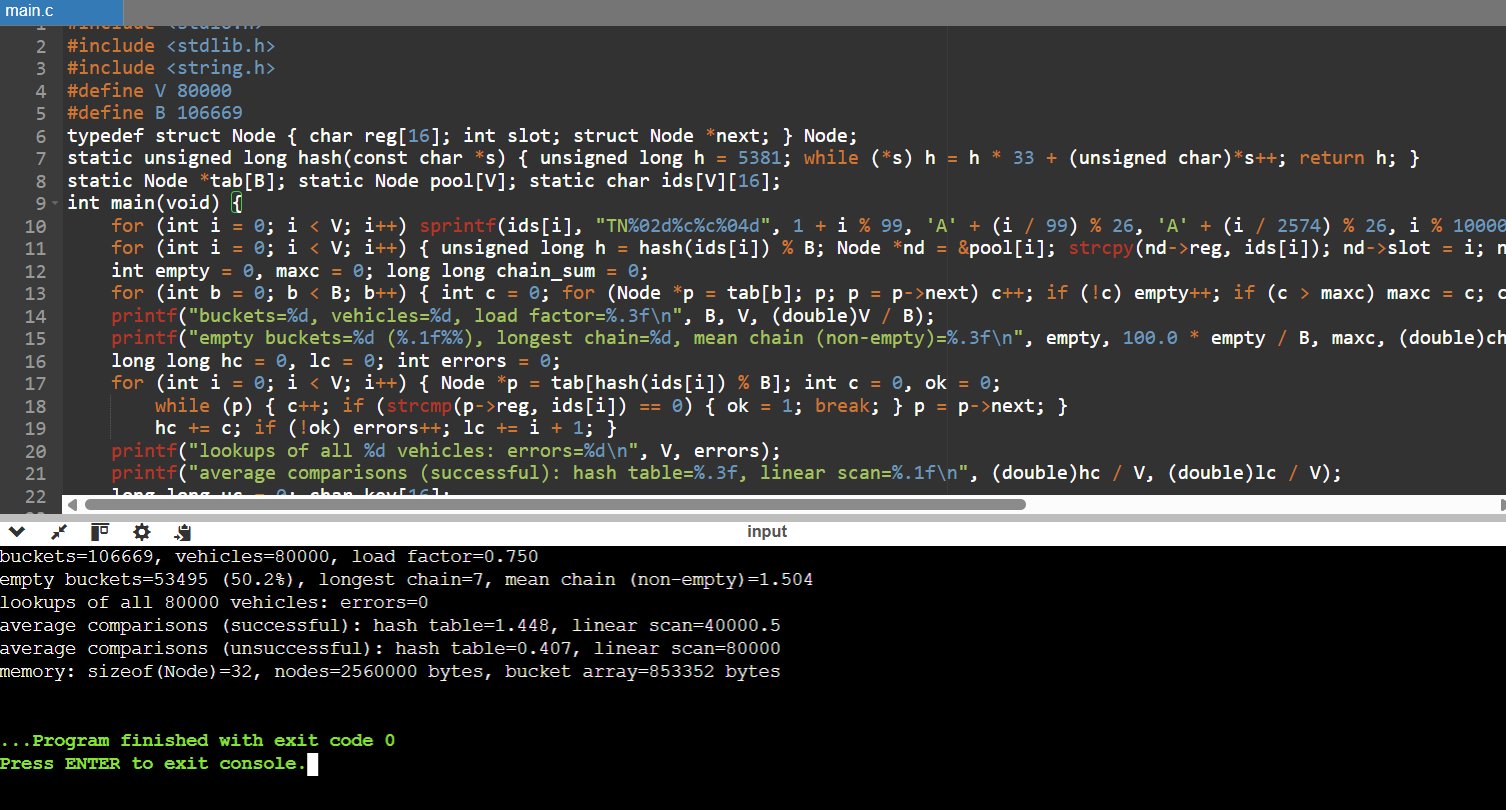 main.c
1 #include <stdio.h>
2 #include <stdlib.h>
3 #include <string.h>
4 #define V 80000
5 #define B 106669
6 typedef struct Node { char reg[16]; int slot; struct Node *next; } Node;
7 static unsigned long hash(const char *s) { unsigned long h = 5381; while (*s) h = h * 33 + (unsigned char)*s++; return h; }
8 static Node *tab[B]; static Node pool[V]; static char ids[V][16];
9 int main(void) {
10 for (int i = 0; i < V; i++) sprintf(ids[i], "TN%02d%c%c%04d", 1 + i % 99, 'A' + (i / 99) % 26, 'A' + (i / 2574) % 26, i % 10000
11 for (int i = 0; i < V; i++) { unsigned long h = hash(ids[i]) % B; Node *nd = &pool[i]; strcpy(nd->reg, ids[i]); nd->slot = i; n
12 int empty = 0, maxc = 0; long long chain_sum = 0;
13 for (int b = 0; b < B; b++) { int c = 0; for (Node *p = tab[b]; p; p = p->next) c++; if (!c) empty++; if (c > maxc) maxc = c; c
14 printf("buckets=%d, vehicles=%d, load factor=%.3f\n", B, V, (double)V / B);
15 printf("empty buckets=%d (%.1f%%), longest chain=%d, mean chain (non-empty)=%.3f\n", empty, 100.0 * empty / B, maxc, (double)ch
16 long long hc = 0, lc = 0; int errors = 0;
17 for (int i = 0; i < V; i++) { Node *p = tab[hash(ids[i]) % B]; int c = 0, ok = 0;
18 while (p) { c++; if (strcmp(p->reg, ids[i]) == 0) { ok = 1; break; } p = p->next; }
19 hc += c; if (!ok) errors++; lc += i + 1; }
20 printf("lookups of all %d vehicles: errors=%d\n", V, errors);
21 printf("average comparisons (successful): hash table=%.3f, linear scan=%.1f\n", (double)hc / V, (double)lc / V);
22 long long uc = 0; char key[16];
input
buckets=106669, vehicles=80000, load factor=0.750
empty buckets=53495 (50.2%), longest chain=7, mean chain (non-empty)=1.504
lookups of all 80000 vehicles: errors=0
average comparisons (successful): hash table=1.448, linear scan=40000.5
average comparisons (unsuccessful): hash table=0.407, linear scan=80000
memory: sizeof(Node)=32, nodes=2560000 bytes, bucket array=853352 bytes
...Program finished with exit code 0
Press ENTER to exit console.